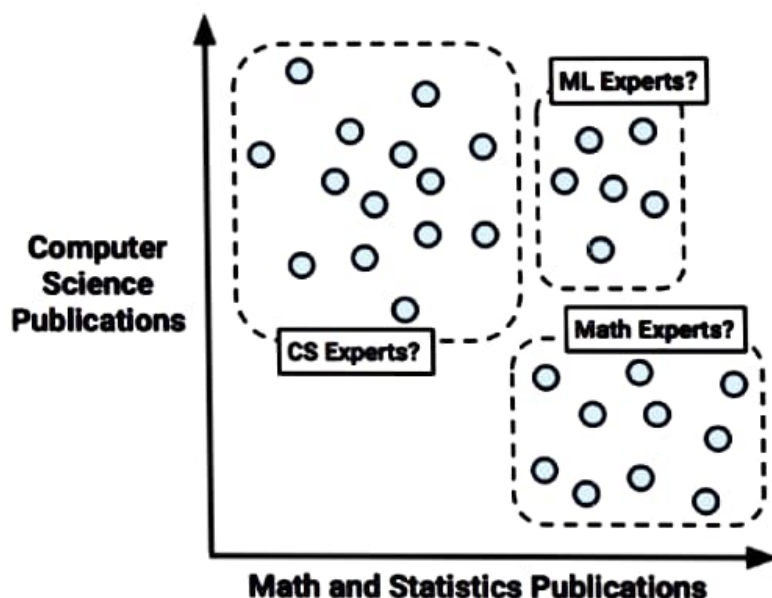 ML Experts?
Computer
Science
Publications
Math Experts?
CS Experts?
Math and Statistics Publications